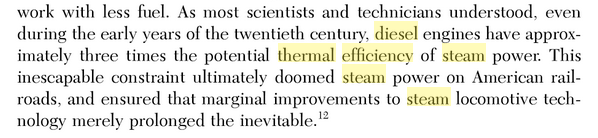 work with less fuel. As most scientists and technicians understood, even
during the early years of the twentieth century, diesel engines have approx-
imately three times the potential thermal efficiency of steam power. This
inescapable constraint ultimately doomed steam power on American rail-
roads, and ensured that marginal improvements to steam locomotive tech-
nology merely prolonged the inevitable.12